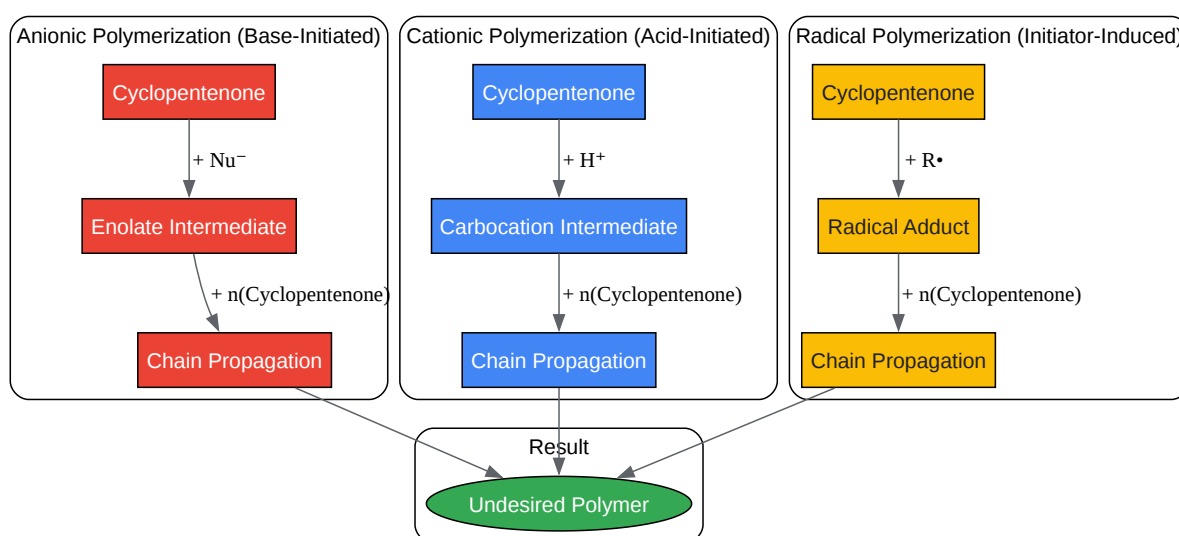 Anionic Polymerization (Base-Initiated)
Cyclopentenone
+ Nu⁻
Enolate Intermediate
+ n(Cyclopentenone)
Chain Propagation
Cationic Polymerization (Acid-Initiated)
Cyclopentenone
+ H⁺
Carbocation Intermediate
+ n(Cyclopentenone)
Chain Propagation
Radical Polymerization (Initiator-Induced)
Cyclopentenone
+ R•
Radical Adduct
+ n(Cyclopentenone)
Chain Propagation
Result
Undesired Polymer